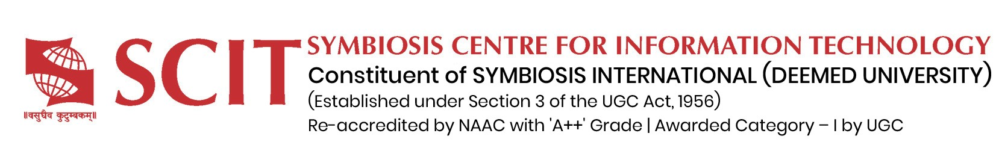 SCIT
SYMBIOSIS CENTRE FOR INFORMATION TECHNOLOGY
Constituent of SYMBIOSIS INTERNATIONAL (DEEMED UNIVERSITY)
(Established under Section 3 of the UGC Act, 1956)
Re-accredited by NAAC with 'A++' Grade | Awarded Category – I by UGC
॥वसुधैव कुटुम्बकम्॥